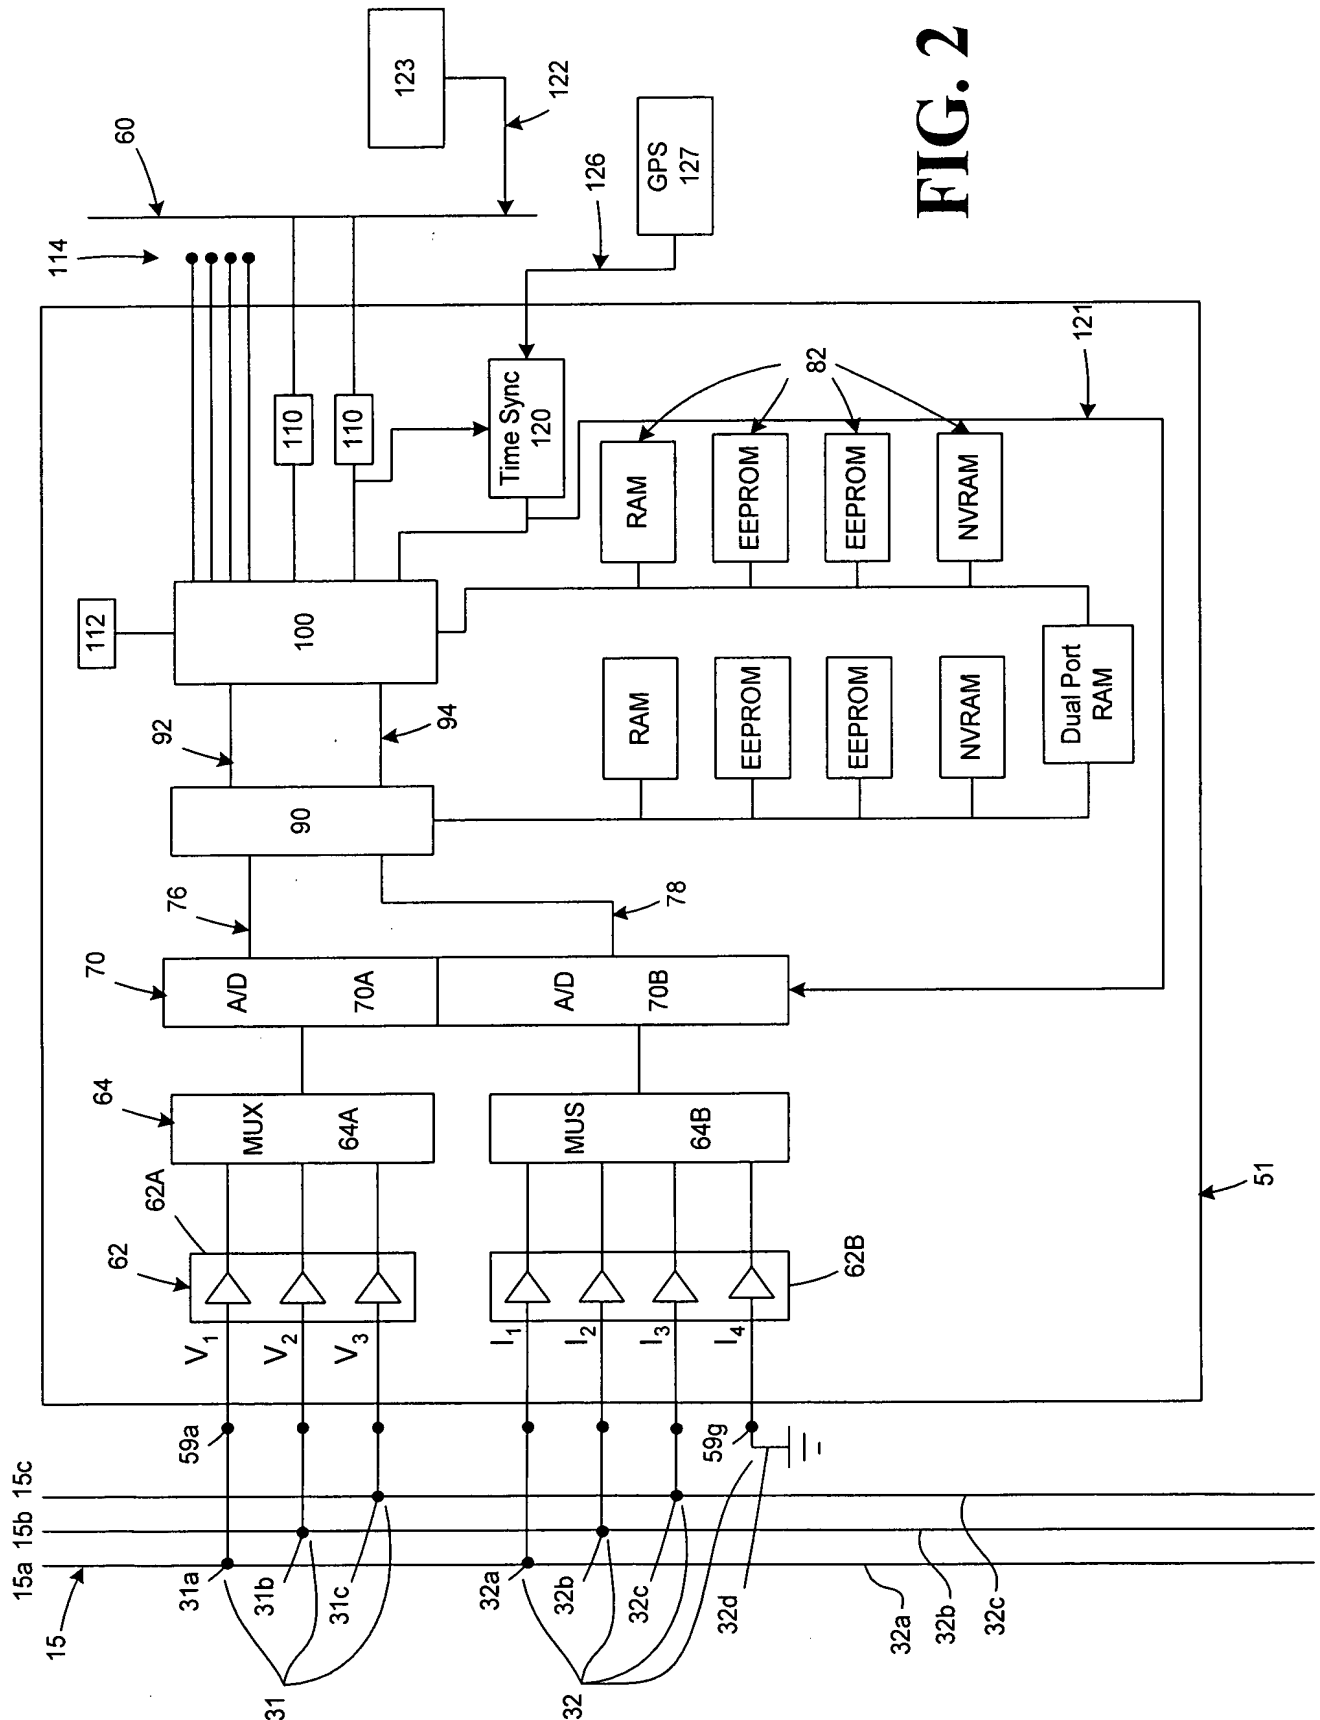 FIG. 2
15
15a
15b
15c
31
31a
31b
31c
59a
V1
V2
V3
62
62A
64
MUX
64A
70
A/D
70A
76
90
92
94
112
100
110
110
114
60
123
122
32
32a
32b
32c
32d
59g
I1
I2
I3
I4
62B
MUS
64B
A/D
70B
78
Time Sync
120
126
GPS
127
RAM
EEPROM
EEPROM
NVRAM
Dual Port
RAM
RAM
EEPROM
EEPROM
NVRAM
82
121
32a
32b
32c
51